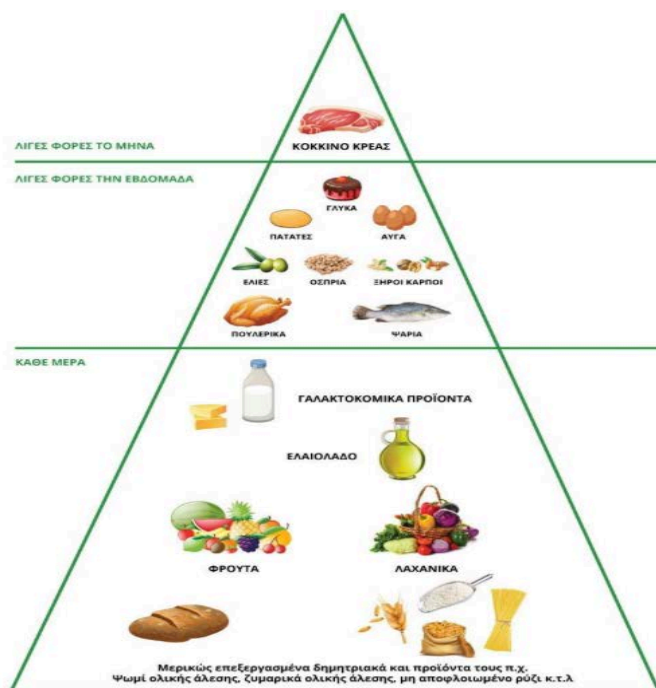 ΛΙΓΕΣ ΦΟΡΕΣ ΤΟ ΜΗΝΑ
ΚΟΚΚΙΝΟ ΚΡΕΑΣ
ΛΙΓΕΣ ΦΟΡΕΣ ΤΗΝ ΕΒΔΟΜΑΔΑ
ΓΛΥΚΑ
ΠΑΤΑΤΕΣ
ΑΥΓΑ
ΕΛΙΕΣ
ΟΣΠΡΙΑ
ΞΗΡΟΙ ΚΑΡΠΟΙ
ΠΟΥΛΕΡΙΚΑ
ΨΑΡΙΑ
ΚΑΘΕ ΜΕΡΑ
ΓΑΛΑΚΤΟΚΟΜΙΚΑ ΠΡΟΪΟΝΤΑ
ΕΛΑΙΟΛΑΔΟ
ΦΡΟΥΤΑ
ΛΑΧΑΝΙΚΑ
Μερικώς επεξεργασμένα δημητριακά και προϊόντα τους π.χ.
Ψωμί ολικής άλεσης, ζυμαρικά ολικής άλεσης, μη αποφλοιωμένο ρύζι κ.τ.λ